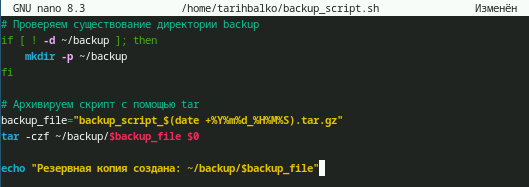 GNU nano 8.3 /home/tarihbalko/backup_script.sh Изменён
# Проверяем существование директории backup
if [ ! -d ~/backup ]; then
    mkdir -p ~/backup
fi
# Архивируем скрипт с помощью tar
backup_file="backup_script_$(date +%Y%m%d_%H%M%S).tar.gz"
tar -czf ~/backup/$backup_file $0
echo "Резервная копия создана: ~/backup/$backup_file"